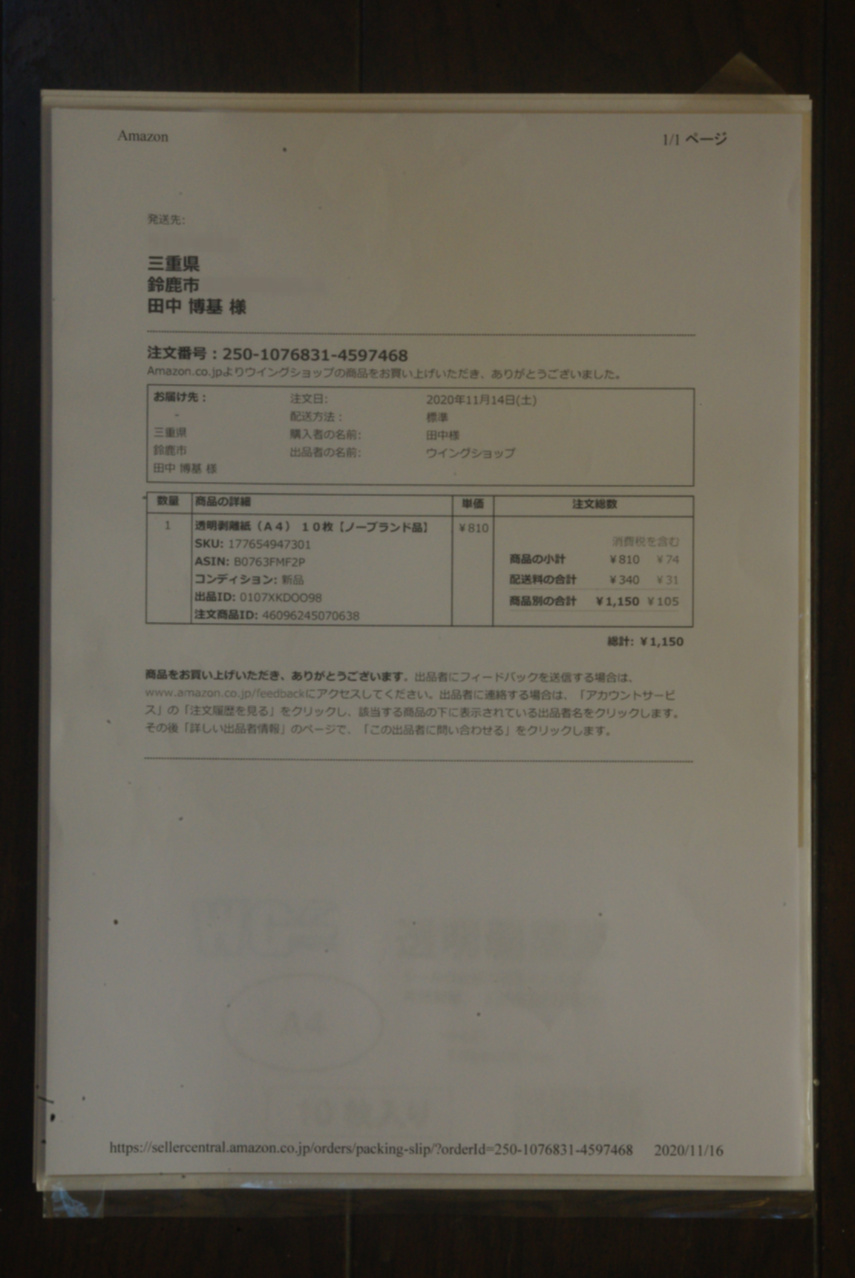 Amazon
1/1 ページ
発送先:
三重県
鈴鹿市
田中 博基 様
注文番号：250-1076831-4597468
Amazon.co.jpよりウイングショップの商品をお買い上げいただき、ありがとうございました。
お届け先：
三重県
鈴鹿市
田中 博基 様
注文日: 2020年11月14日(土)
配送方法： 標準
購入者の名前: 田中様
出品者の名前: ウイングショップ
数量 商品の詳細 単価 注文総数
1 透明剥離紙（A４） １０枚【ノーブランド品】 ¥810
SKU: 177654947301
ASIN: B0763FMF2P
コンディション: 新品
出品ID: 0107XKDOO98
注文商品ID: 46096245070638
消費税を含む
商品の小計 ¥810 ¥74
配送料の合計 ¥340 ¥31
商品別の合計 ¥1,150 ¥105
総計: ¥1,150
商品をお買い上げいただき、ありがとうございます。出品者にフィードバックを送信する場合は、
www.amazon.co.jp/feedbackにアクセスしてください。出品者に連絡する場合は、「アカウントサービ
ス」の「注文履歴を見る」をクリックし、該当する商品の下に表示されている出品者名をクリックします。
その後「詳しい出品者情報」のページで、「この出品者に問い合わせる」をクリックします。
https://sellercentral.amazon.co.jp/orders/packing-slip/?orderId=250-1076831-4597468 2020/11/16